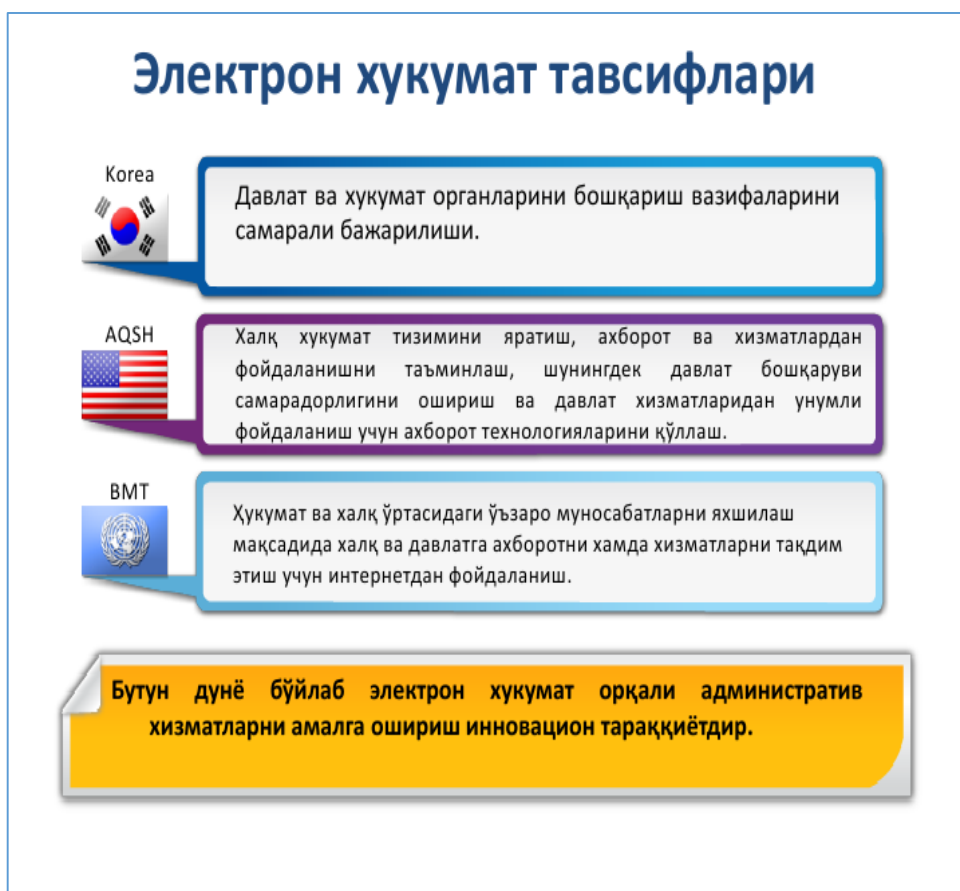 Электрон хукумат тавсифлари
Korea
Давлат ва хукумат органларини бошқариш вазифаларини
самарали бажарилиши.
AQSH
Халқ хукумат тизимини яратиш, ахборот ва хизматлардан
фойдаланишни таъминлаш, шунингдек давлат бошқаруви
самарадорлигини ошириш ва давлат хизматларидан унумли
фойдаланиш учун ахборот технологияларини қўллаш.
BMT
Ҳукумат ва халқ ўртасидаги ўъзаро муносабатларни яхшилаш
мақсадида халқ ва давлатга ахборотни хамда хизматларни тақдим
этиш учун интернетдан фойдаланиш.
Бутун дунё бўйлаб электрон хукумат орқали административ
хизматларни амалга ошириш инновацион тараққиётдир.